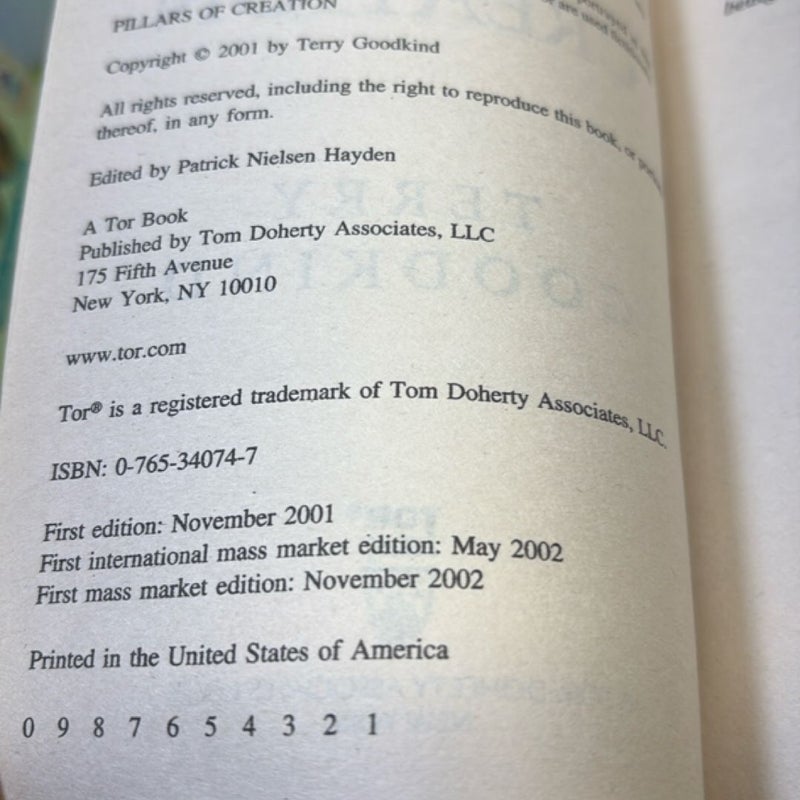 PILLARS OF CREATION
Copyright © 2001 by Terry Goodkind
All rights reserved, including the right to reproduce this book, or
thereof, in any form.
Edited by Patrick Nielsen Hayden
A Tor Book
Published by Tom Doherty Associates, LLC
175 Fifth Avenue
New York, NY 10010
www.tor.com
Tor® is a registered trademark of Tom Doherty Associates, LLC.
ISBN: 0-765-34074-7
First edition: November 2001
First international mass market edition: May 2002
First mass market edition: November 2002
Printed in the United States of America
0 9 8 7 6 5 4 3 2 1